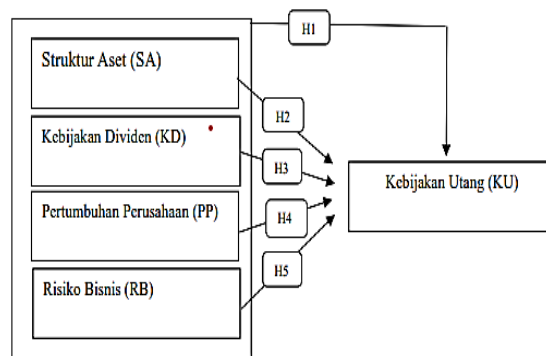 H1
Struktur Aset (SA)
H2
Kebijakan Dividen (KD)
H3
Kebijakan Utang (KU)
Pertumbuhan Perusahaan (PP)
H4
H5
Risiko Bisnis (RB)